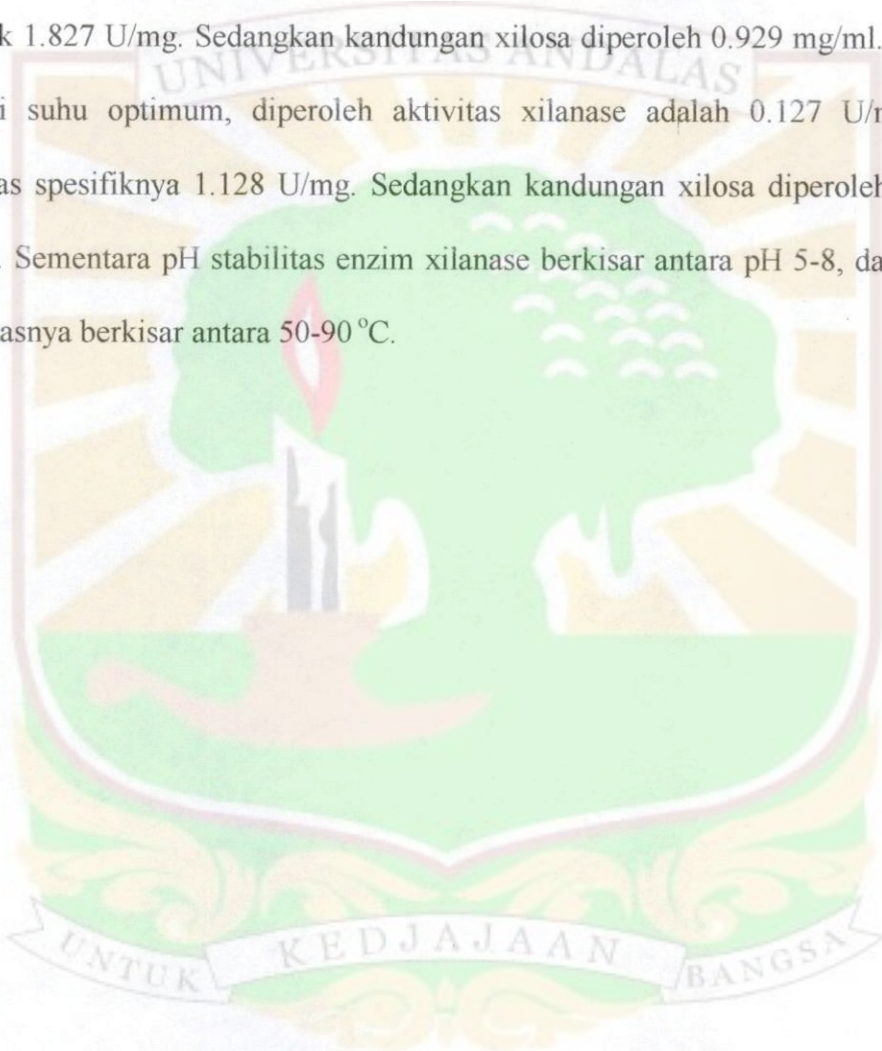 k 1.827 U/mg. Sedangkan kandungan xilosa diperoleh 0.929 mg/ml.
UNIVERSITAS ANDALAS
i suhu optimum, diperoleh aktivitas xilanase adalah 0.127 U/
as spesifiknya 1.128 U/mg. Sedangkan kandungan xilosa diperoleh
. Sementara pH stabilitas enzim xilanase berkisar antara pH 5-8, da
asnya berkisar antara 50-90 °C.
UNTUK KEDJAJAAN BANGSA